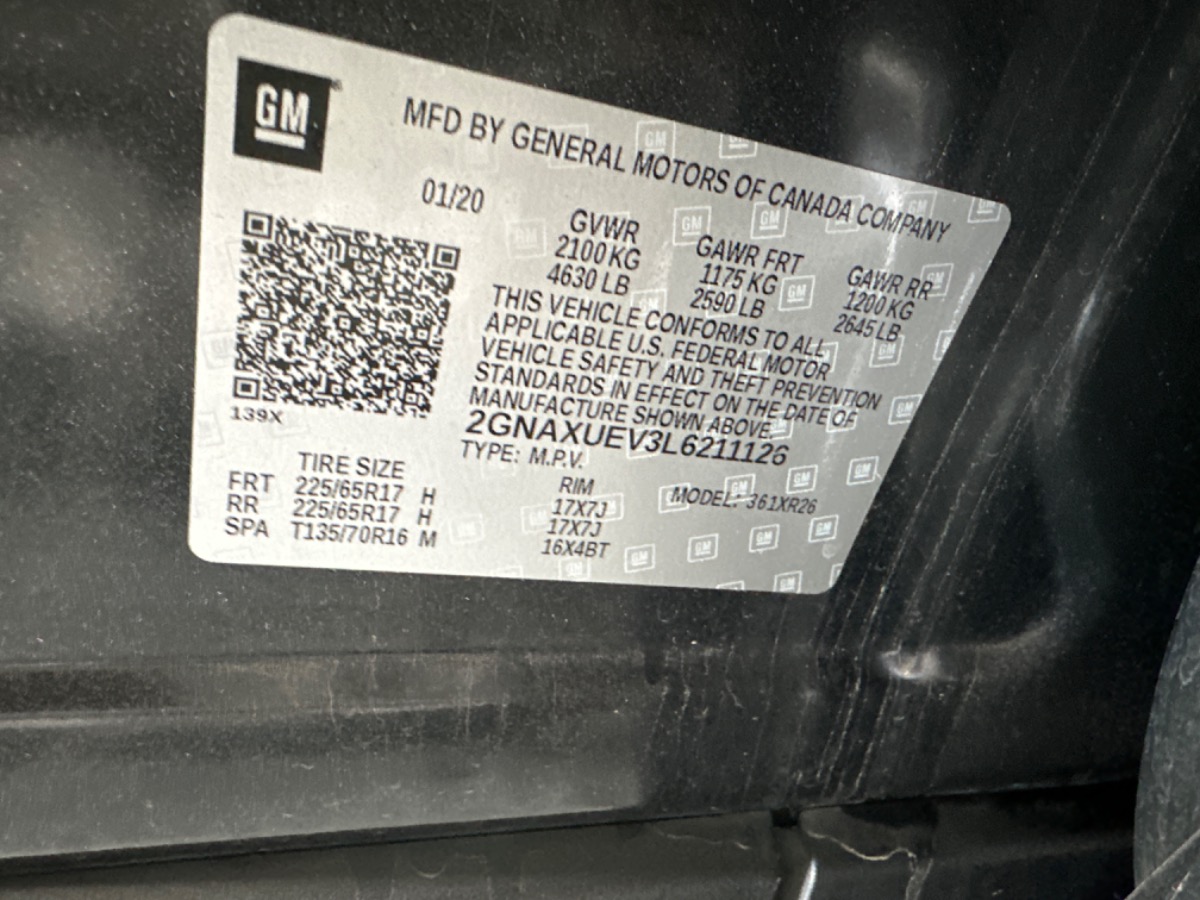 GM
MFD BY GENERAL MOTORS OF CANADA COMPANY
01/20
GVWR GAWR FRT GAWR RR
2100 KG 1175 KG 1200 KG
4630 LB 2590 LB 2645 LB
THIS VEHICLE CONFORMS TO ALL
APPLICABLE U.S. FEDERAL MOTOR
VEHICLE SAFETY AND THEFT PREVENTION
STANDARDS IN EFFECT ON THE DATE OF
MANUFACTURE SHOWN ABOVE.
139X
2GNAXUEV3L6211126
TYPE: M.P.V. MODEL: 361XR26
TIRE SIZE RIM
FRT 225/65R17 H 17X7J
RR 225/65R17 H 17X7J
SPA T135/70R16 M 16X4BT